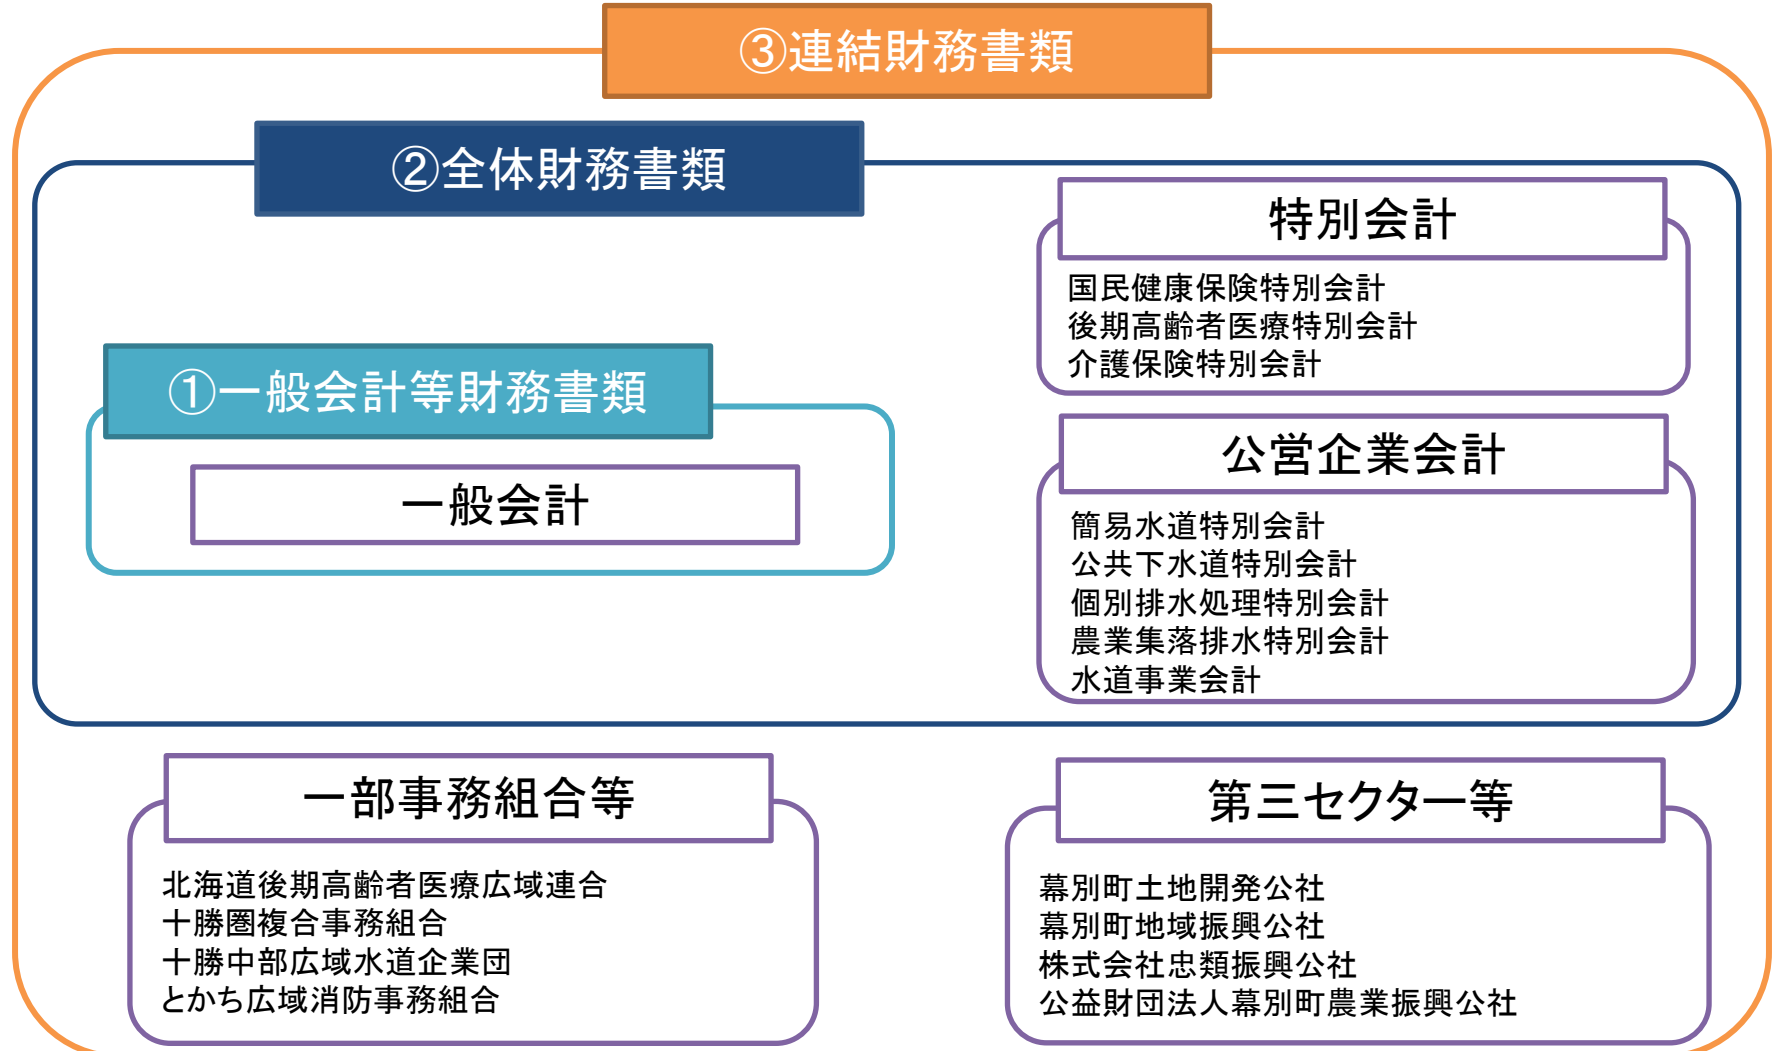 ③連結財務書類
②全体財務書類
特別会計
国民健康保険特別会計
後期高齢者医療特別会計
介護保険特別会計
①一般会計等財務書類
一般会計
公営企業会計
簡易水道特別会計
公共下水道特別会計
個別排水処理特別会計
農業集落排水特別会計
水道事業会計
一部事務組合等
北海道後期高齢者医療広域連合
十勝圏複合事務組合
十勝中部広域水道企業団
とかち広域消防事務組合
第三セクター等
幕別町土地開発公社
幕別町地域振興公社
株式会社忠類振興公社
公益財団法人幕別町農業振興公社